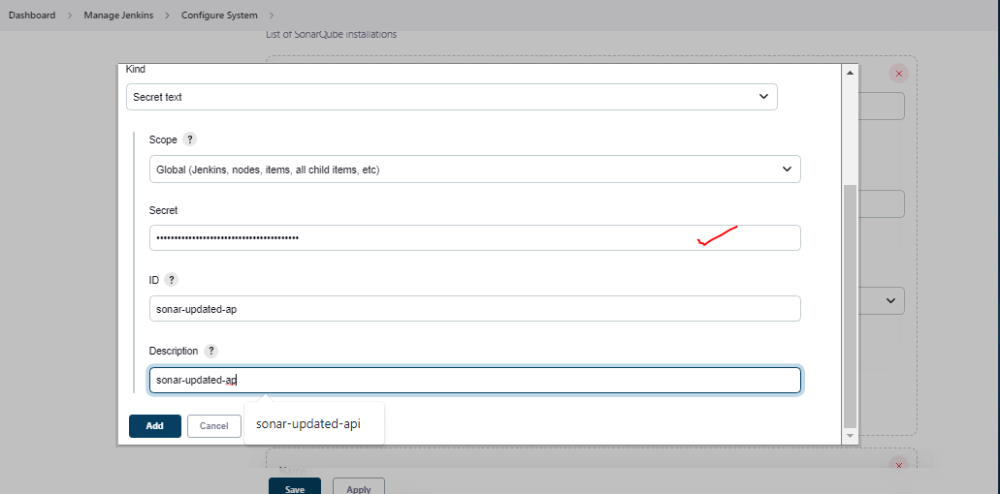 Dashboard > Manage Jenkins > Configure System >
List of SonarQube installations
Kind
Secret text
Scope ?
Global (Jenkins, nodes, items, all child items, etc)
Secret
••••••••••••••••••••••••••••••••••••••••
ID ?
sonar-updated-ap
Description ?
sonar-updated-ap
Add Cancel sonar-updated-api
Name
Save Apply